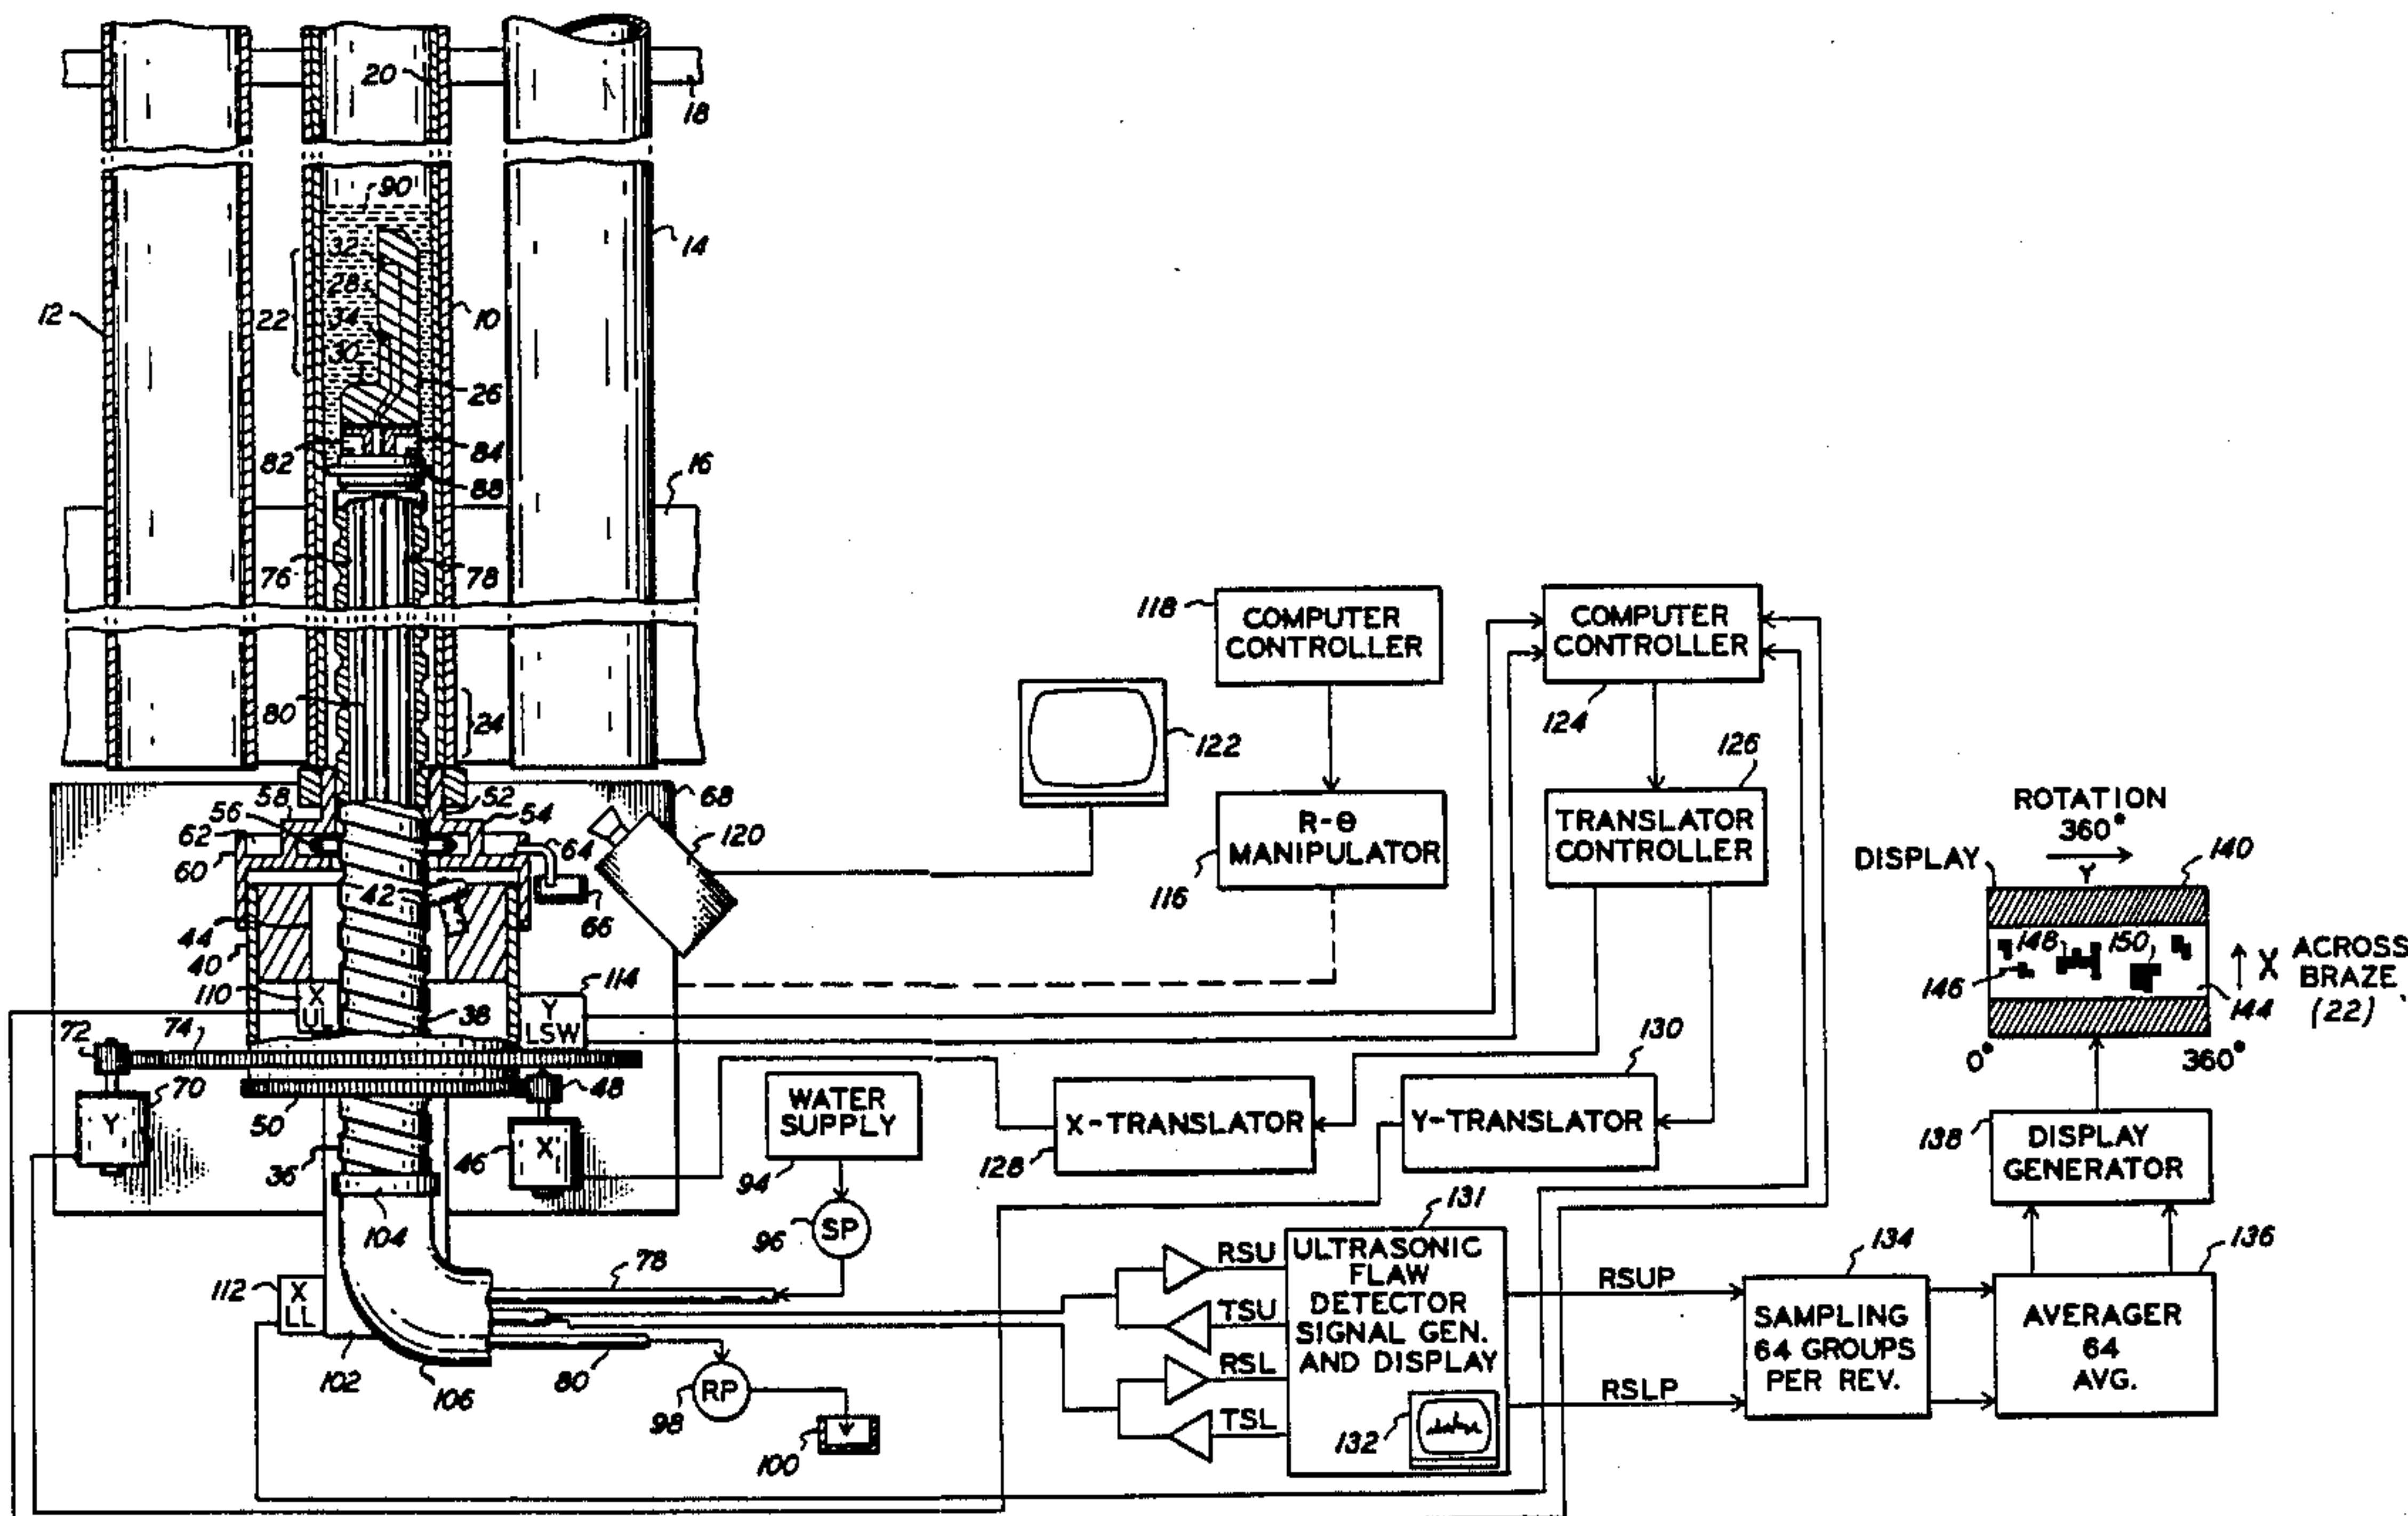 20
18
90
32
28
22
34
30
12
10
14
26
82
84
88
16
76
78
80
24
118
COMPUTER
CONTROLLER
COMPUTER
CONTROLLER
124
122
126
R-Θ
MANIPULATOR
116
TRANSLATOR
CONTROLLER
58
56
62
60
52
54
64
66
68
120
42
44
40
110
X
U
38
114
Y
LSW
72
74
70
Y
50
48
46
X
36
104
WATER
SUPPLY
94
SP
96
X-TRANSLATOR
128
Y-TRANSLATOR
130
ROTATION
360°
Y
DISPLAY
140
148
150
146
144
X
ACROSS
BRAZE
(22)
0°
360°
138
DISPLAY
GENERATOR
112
X
LL
102
106
78
80
RP
98
100
RSU
TSU
RSL
TSL
131
ULTRASONIC
FLAW
DETECTOR
SIGNAL GEN.
AND DISPLAY
132
RSUP
RSLP
134
SAMPLING
64 GROUPS
PER REV.
136
AVERAGER
64
AVG.